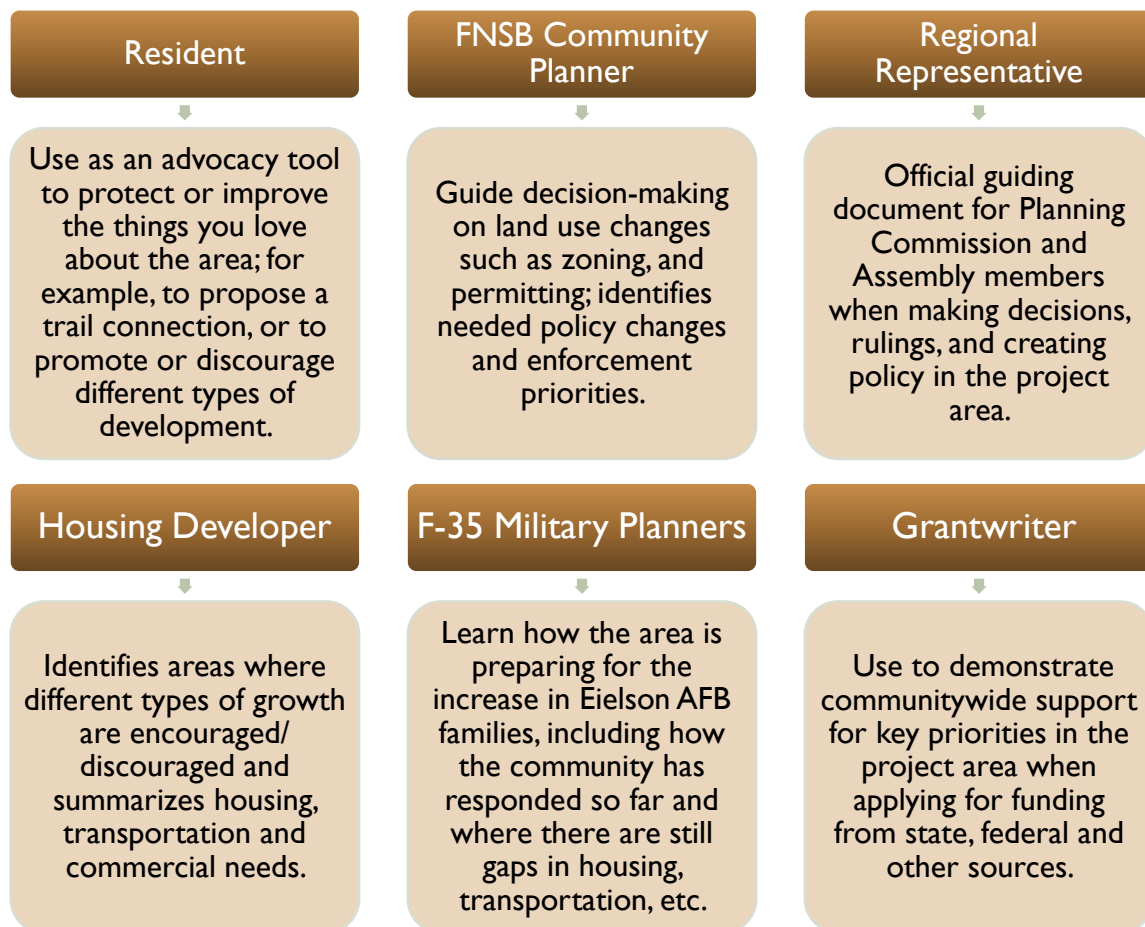 Resident
Use as an advocacy tool
to protect or improve
the things you love
about the area; for
example, to propose a
trail connection, or to
promote or discourage
different types of
development.
FNSB Community
Planner
Guide decision-making
on land use changes
such as zoning, and
permitting; identifies
needed policy changes
and enforcement
priorities.
Regional
Representative
Official guiding
document for Planning
Commission and
Assembly members
when making decisions,
rulings, and creating
policy in the project
area.
Housing Developer
Identifies areas where
different types of growth
are encouraged/
discouraged and
summarizes housing,
transportation and
commercial needs.
F-35 Military Planners
Learn how the area is
preparing for the
increase in Eielson AFB
families, including how
the community has
responded so far and
where there are still
gaps in housing,
transportation, etc.
Grantwriter
Use to demonstrate
communitywide support
for key priorities in the
project area when
applying for funding
from state, federal and
other sources.